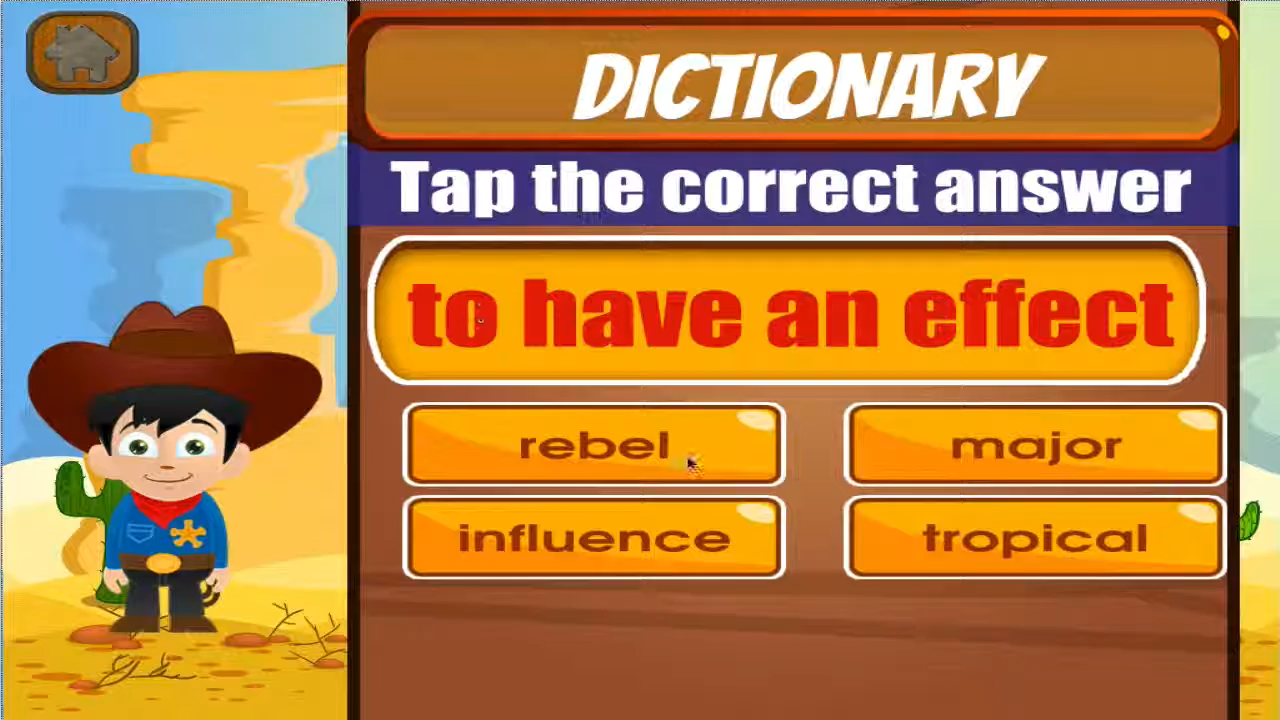 DICTIONARY
Tap the correct answer
to have an effect
rebel
major
influence
tropical